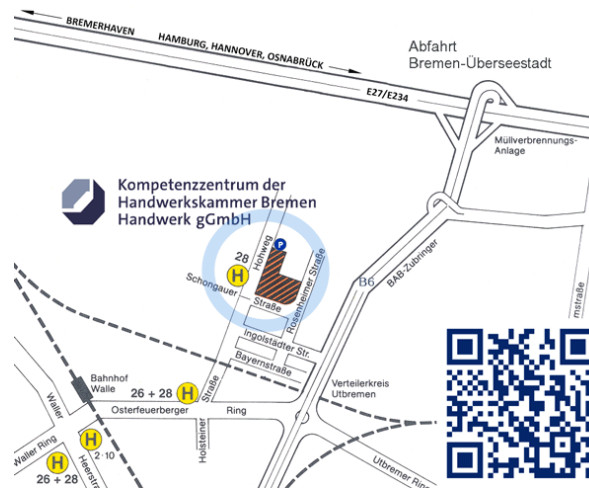 BREMERHAVEN
HAMBURG, HANNOVER, OSNABRÜCK
Abfahrt
Bremen-Überseestadt
E27/E234
Müllverbrennungs-
Anlage
Kompetenzzentrum der
Handwerkskammer Bremen
Handwerk gGmbH
P
Hohweg
28
H
Schongauer
Straße
Rosenheimer Straße
B6
BAB-Zubringer
Ingolstädter Str.
Bayernstraße
mstraße
Bahnhof
Walle
26 + 28
H
Straße
Holsteiner
Verteilerkreis
Utbremen
Waller
Osterfeuerberger
Ring
H
2·10
Waller Ring
H
26 + 28
Heerstra
Utbremer Ring